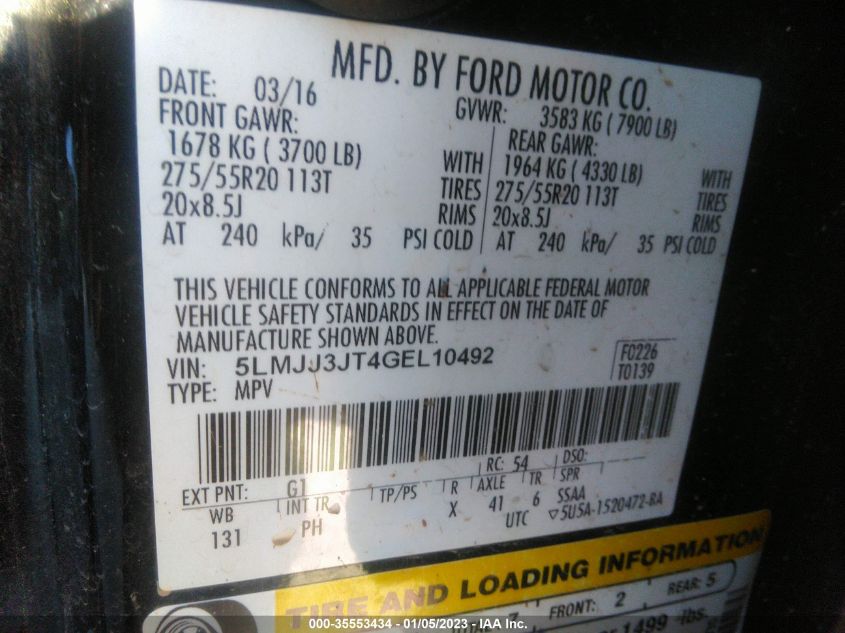 MFD. BY FORD MOTOR CO.
DATE: 03/16 GVWR: 3583 KG ( 7900 LB)
FRONT GAWR: REAR GAWR:
1678 KG ( 3700 LB) WITH 1964 KG ( 4330 LB) WITH
275/55R20 113T TIRES 275/55R20 113T TIRES
20x8.5J RIMS 20x8.5J RIMS
AT 240 kPa/ 35 PSI COLD AT 240 kPa/ 35 PSI COLD
THIS VEHICLE CONFORMS TO ALL APPLICABLE FEDERAL MOTOR
VEHICLE SAFETY STANDARDS IN EFFECT ON THE DATE OF
MANUFACTURE SHOWN ABOVE.
VIN: 5LMJJ3JT4GEL10492 F0226
TYPE: MPV T0139
EXT PNT: G1 RC: 54 DSO:
WB INT TR TP/PS R AXLE TR SPR
131 PH X 41 6 SSAA
UTC ▽5U5A-1520472-BA
TIRE AND LOADING INFORMATION
FRONT: 2 REAR: 5
1499 lbs.
000-35553434 - 01/05/2023 - IAA Inc.